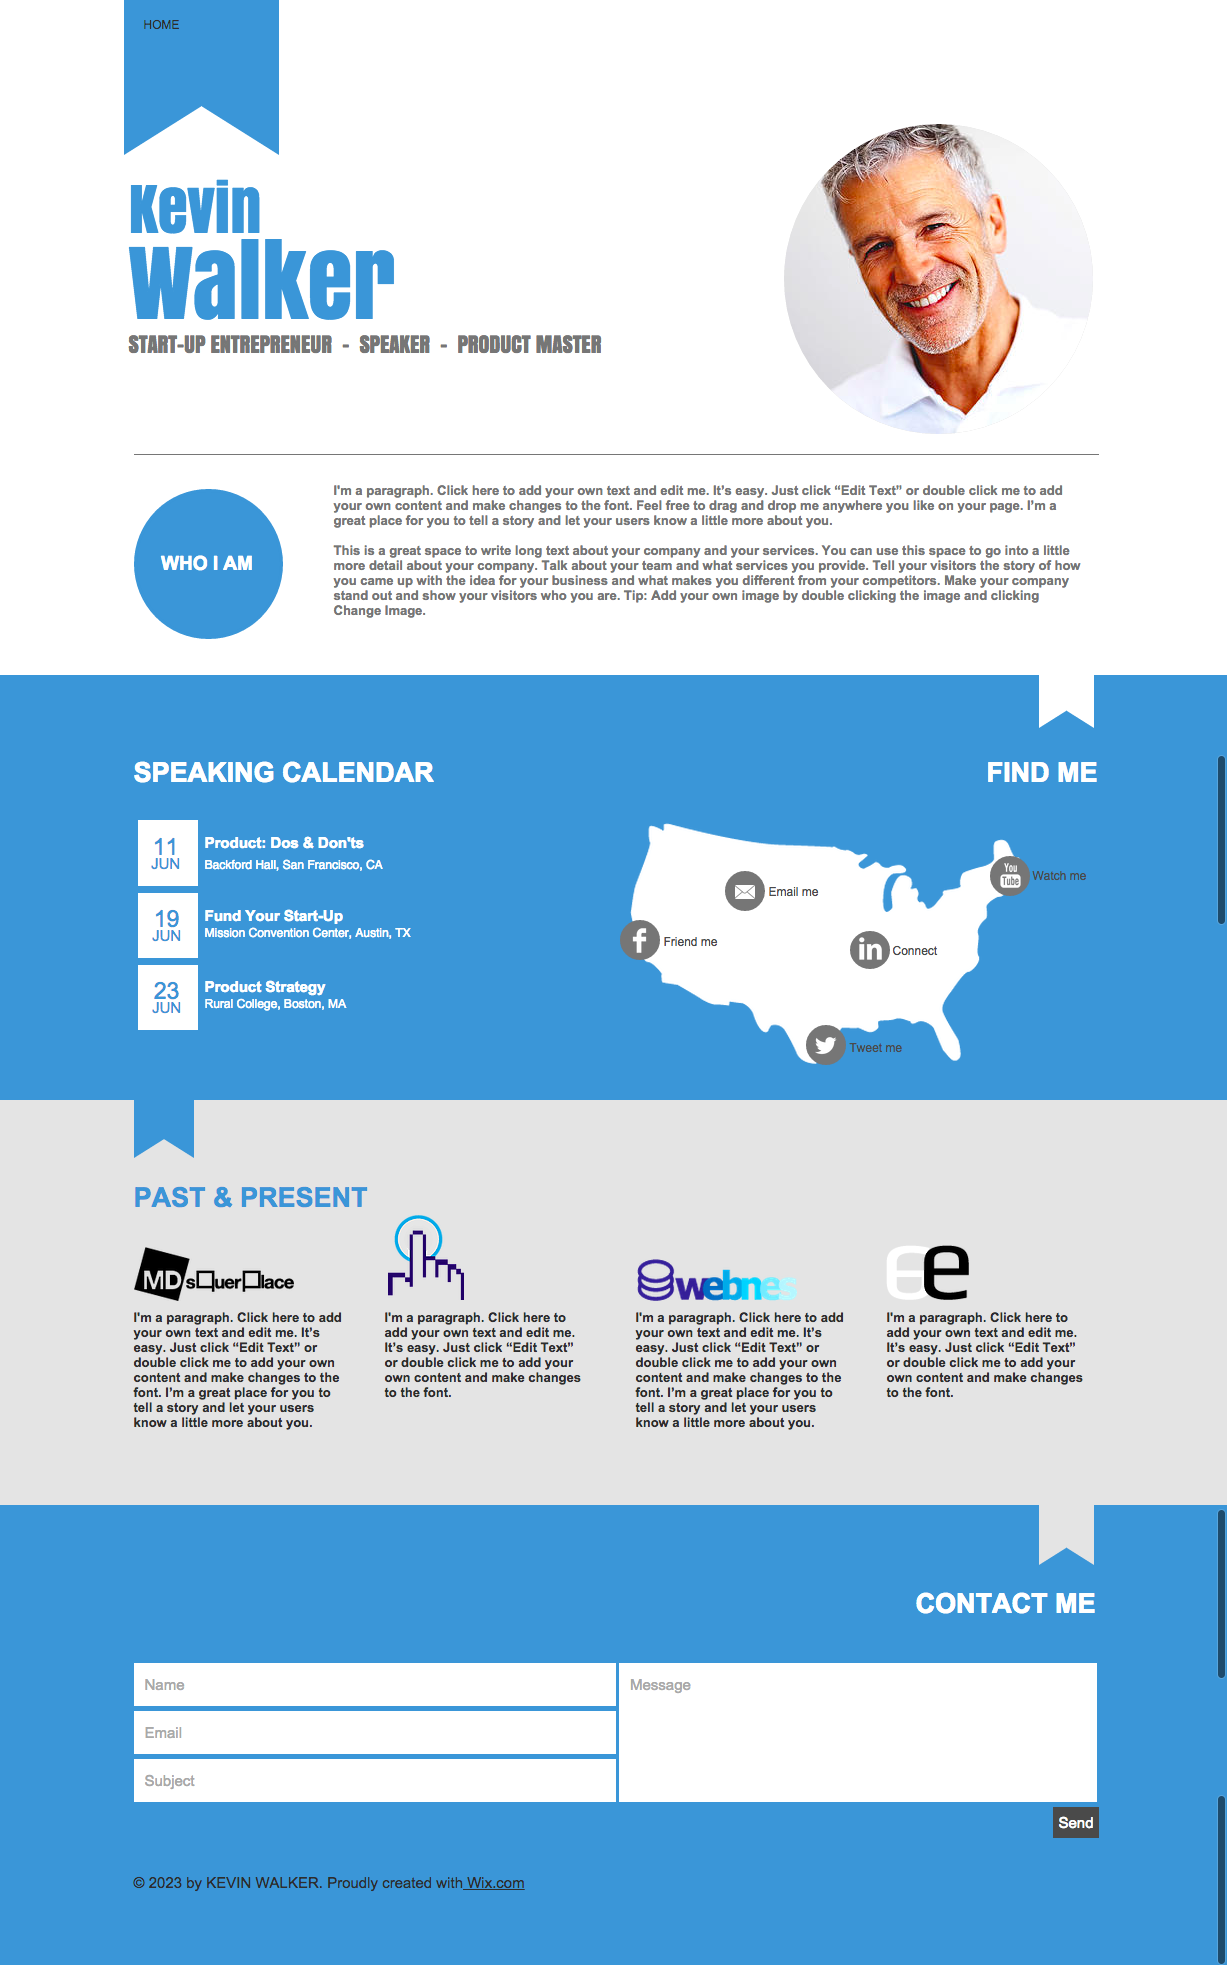 HOME
Kevin
Walker
START-UP ENTREPRENEUR - SPEAKER - PRODUCT MASTER
WHO I AM
I'm a paragraph. Click here to add your own text and edit me. It’s easy. Just click “Edit Text” or double click me to add
your own content and make changes to the font. Feel free to drag and drop me anywhere you like on your page. I’m a
great place for you to tell a story and let your users know a little more about you.
This is a great space to write long text about your company and your services. You can use this space to go into a little
more detail about your company. Talk about your team and what services you provide. Tell your visitors the story of how
you came up with the idea for your business and what makes you different from your competitors. Make your company
stand out and show your visitors who you are. Tip: Add your own image by double clicking the image and clicking
Change Image.
SPEAKING CALENDAR
11
JUN
Product: Dos & Don'ts
Backford Hall, San Francisco, CA
19
JUN
Fund Your Start-Up
Mission Convention Center, Austin, TX
23
JUN
Product Strategy
Rural College, Boston, MA
FIND ME
You
Tube
Watch me
Email me
f
Friend me
in
Connect
Tweet me
PAST & PRESENT
MDsquerplace
I'm a paragraph. Click here to add
your own text and edit me. It’s
easy. Just click “Edit Text” or
double click me to add your own
content and make changes to the
font. I’m a great place for you to
tell a story and let your users
know a little more about you.
I'm a paragraph. Click here to
add your own text and edit me.
It’s easy. Just click “Edit Text”
or double click me to add your
own content and make changes
to the font.
webnes
I'm a paragraph. Click here to add
your own text and edit me. It’s
easy. Just click “Edit Text” or
double click me to add your own
content and make changes to the
font. I’m a great place for you to
tell a story and let your users
know a little more about you.
ee
I'm a paragraph. Click here to
add your own text and edit me.
It’s easy. Just click “Edit Text”
or double click me to add your
own content and make changes
to the font.
CONTACT ME
Name
Email
Subject
Message
Send
© 2023 by KEVIN WALKER. Proudly created with Wix.com